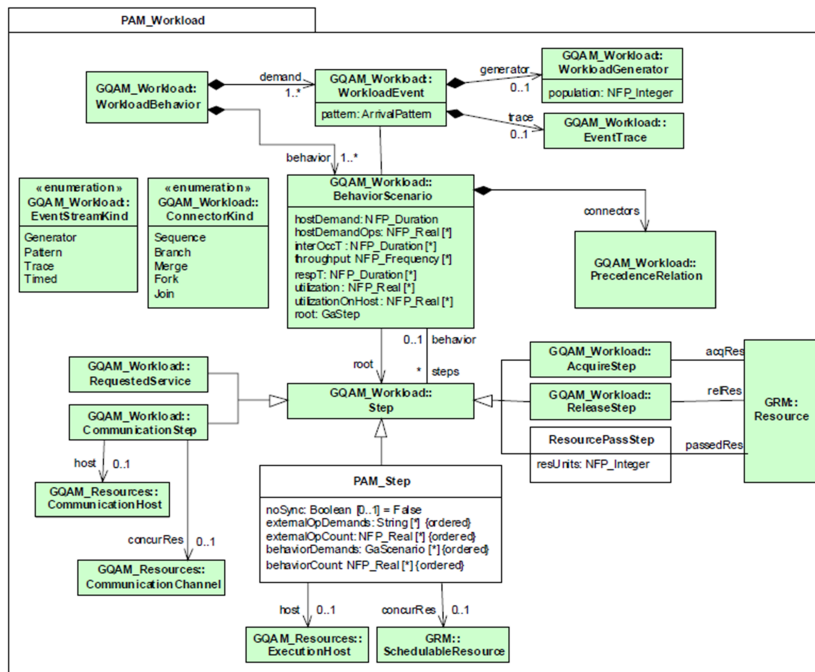 PAM_Workload
GQAM_Workload::
WorkloadBehavior
demand
1..*
GQAM_Workload::
WorkloadEvent
pattern: ArrivalPattern
generator
0..1
GQAM_Workload::
WorkloadGenerator
population: NFP_Integer
trace
0..1
GQAM_Workload::
EventTrace
behavior
1..*
« enumeration »
GQAM_Workload::
EventStreamKind
Generator
Pattern
Trace
Timed
« enumeration »
GQAM_Workload::
ConnectorKind
Sequence
Branch
Merge
Fork
Join
GQAM_Workload::
BehaviorScenario
hostDemand: NFP_Duration
hostDemandOps: NFP_Real [*]
interOccT : NFP_Duration [*]
throughput: NFP_Frequency [*]
respT: NFP_Duration [*]
utilization : NFP_Real [*]
utilizationOnHost : NFP_Real [*]
root: GaStep
connectors
GQAM_Workload::
PrecedenceRelation
0..1
behavior
root
*
steps
GQAM_Workload::
RequestedService
GQAM_Workload::
CommunicationStep
GQAM_Workload::
Step
GQAM_Workload::
AcquireStep
acqRes
GQAM_Workload::
ReleaseStep
relRes
ResourcePassStep
resUnits: NFP_Integer
passedRes
GRM::
Resource
host
0..1
GQAM_Resources::
CommunicationHost
concurRes
0..1
GQAM_Resources::
CommunicationChannel
PAM_Step
noSync: Boolean [0..1] = False
externalOpDemands: String [*] {ordered}
externalOpCount: NFP_Real [*] {ordered}
behaviorDemands: GaScenario [*] {ordered}
behaviorCount: NFP_Real [*] {ordered}
host
0..1
concurRes
0..1
GQAM_Resources::
ExecutionHost
GRM::
SchedulableResource